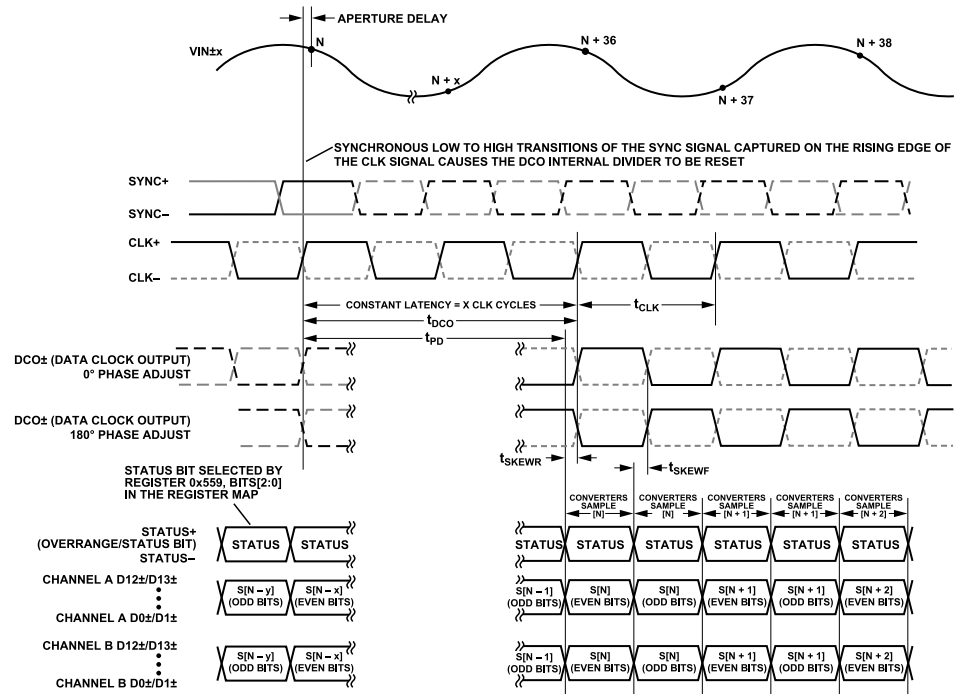 APERTURE DELAY
VIN±x
N
N + x
N + 36
N + 37
N + 38
SYNCHRONOUS LOW TO HIGH TRANSITIONS OF THE SYNC SIGNAL CAPTURED ON THE RISING EDGE OF
THE CLK SIGNAL CAUSES THE DCO INTERNAL DIVIDER TO BE RESET
SYNC+
SYNC–
CLK+
CLK–
CONSTANT LATENCY = X CLK CYCLES
tCLK
tDCO
tPD
DCO± (DATA CLOCK OUTPUT)
0° PHASE ADJUST
DCO± (DATA CLOCK OUTPUT)
180° PHASE ADJUST
tSKEWR
tSKEWF
STATUS BIT SELECTED BY
REGISTER 0x559, BITS[2:0]
IN THE REGISTER MAP
CONVERTERS SAMPLE [N]
CONVERTERS SAMPLE [N]
CONVERTERS SAMPLE [N + 1]
CONVERTERS SAMPLE [N + 1]
CONVERTERS SAMPLE [N + 2]
STATUS+
(OVERRANGE/STATUS BIT)
STATUS–
STATUS STATUS STATUS STATUS STATUS STATUS STATUS STATUS
CHANNEL A D12±/D13±
CHANNEL A D0±/D1±
S[N – y] S[N – x] S[N – 1] S[N] S[N] S[N + 1] S[N + 1] S[N + 2]
(ODD BITS) (EVEN BITS) (ODD BITS) (EVEN BITS) (ODD BITS) (EVEN BITS) (ODD BITS) (EVEN BITS)
CHANNEL B D12±/D13±
CHANNEL B D0±/D1±
S[N – y] S[N – x] S[N – 1] S[N] S[N] S[N + 1] S[N + 1] S[N + 2]
(ODD BITS) (EVEN BITS) (ODD BITS) (EVEN BITS) (ODD BITS) (EVEN BITS) (ODD BITS) (EVEN BITS)